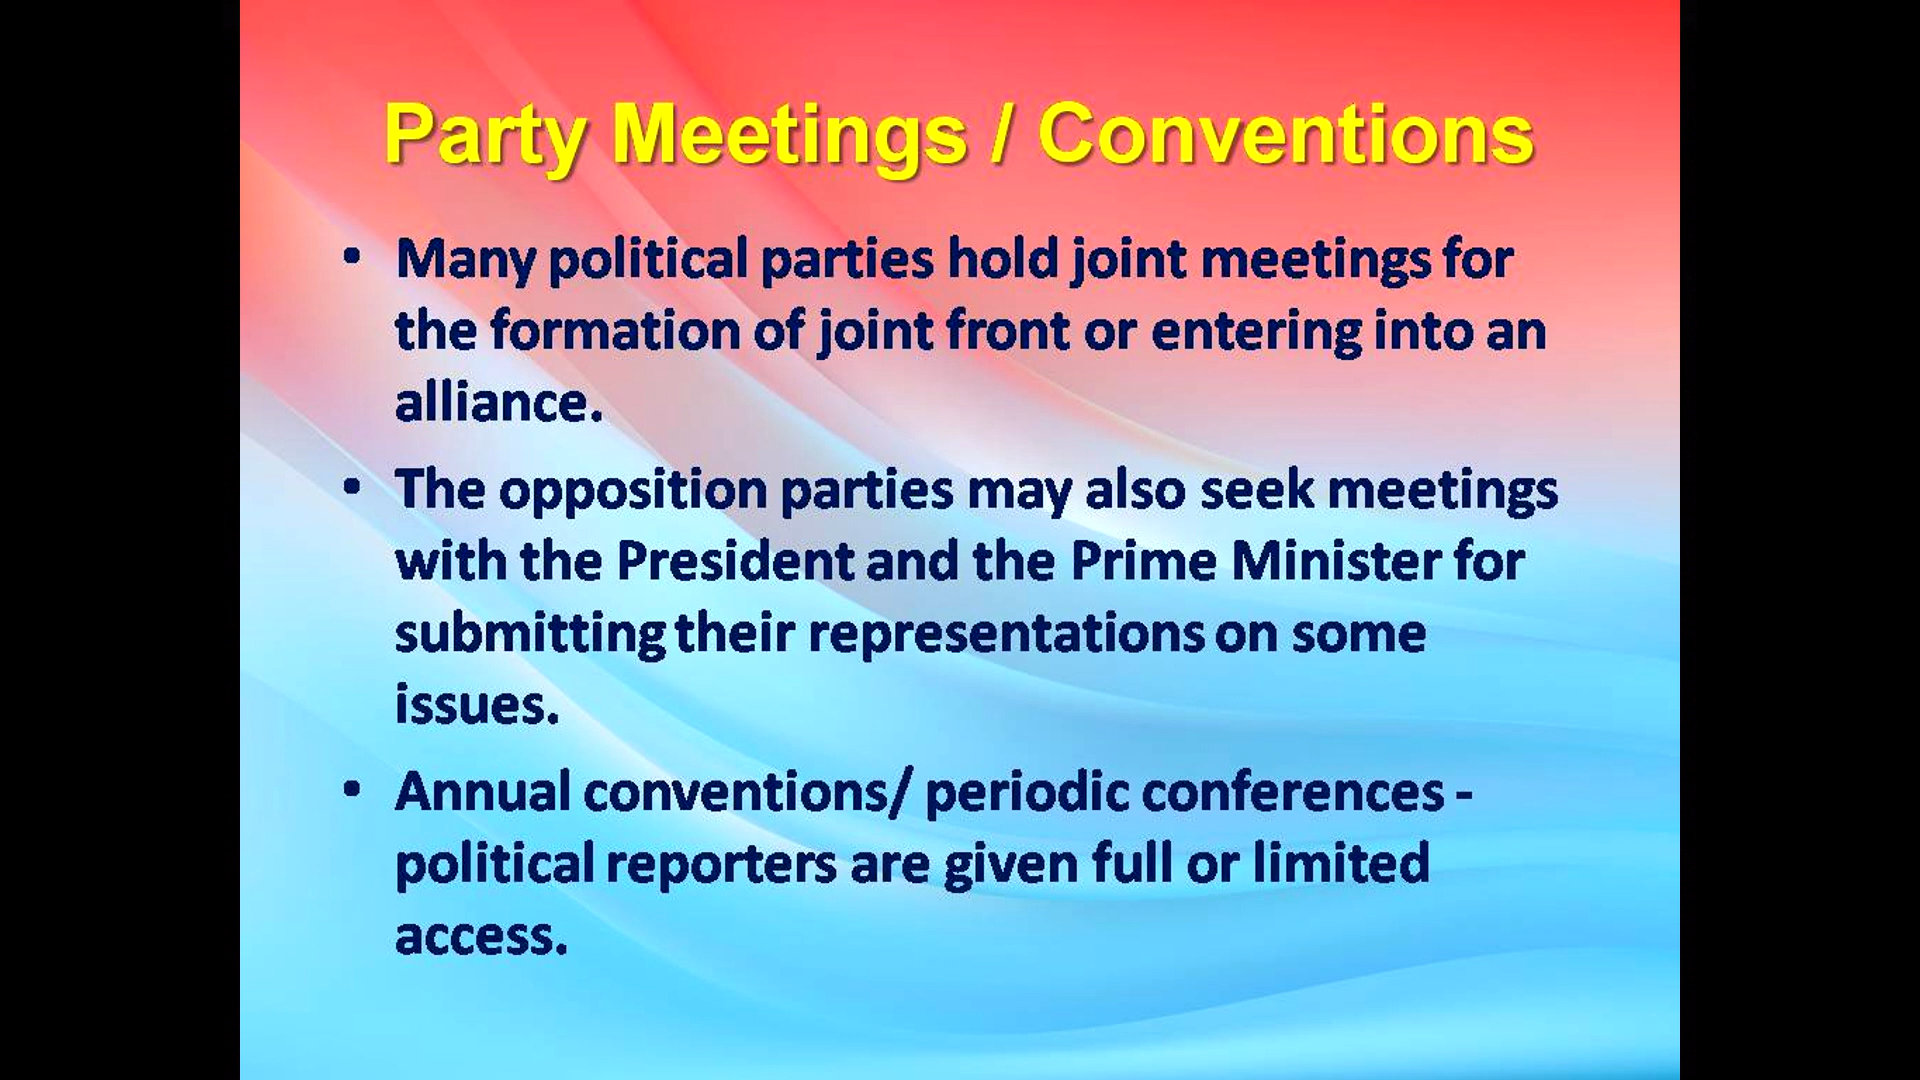 Party Meetings / Conventions
• Many political parties hold joint meetings for
the formation of joint front or entering into an
alliance.
• The opposition parties may also seek meetings
with the President and the Prime Minister for
submitting their representations on some
issues.
• Annual conventions/ periodic conferences -
political reporters are given full or limited
access.